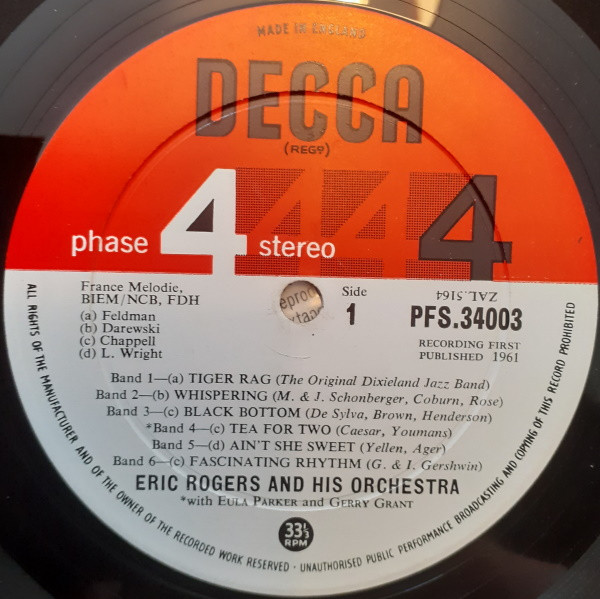 MADE IN ENGLAND
DECCA
(REGD)
phase 4 stereo 4 4 4
France Melodie,
BIEM/NCB, FDH
(a) Feldman
(b) Darewski
(c) Chappell
(d) L. Wright
Side
1
ZAL.5164
PFS.34003
RECORDING FIRST
PUBLISHED 1961
Band 1—(a) TIGER RAG (The Original Dixieland Jazz Band)
Band 2—(b) WHISPERING (M. & J. Schonberger, Coburn, Rose)
Band 3—(c) BLACK BOTTOM (De Sylva, Brown, Henderson)
*Band 4—(c) TEA FOR TWO (Caesar, Youmans)
Band 5—(d) AIN'T SHE SWEET (Yellen, Ager)
Band 6—(c) FASCINATING RHYTHM (G. & I. Gershwin)
ERIC ROGERS AND HIS ORCHESTRA
*with EULA PARKER and GERRY GRANT
33⅓
RPM
ALL RIGHTS OF THE MANUFACTURER AND OF THE OWNER OF THE RECORDED WORK RESERVED · UNAUTHORISED PUBLIC PERFORMANCE BROADCASTING AND COPYING OF THIS RECORD PROHIBITED